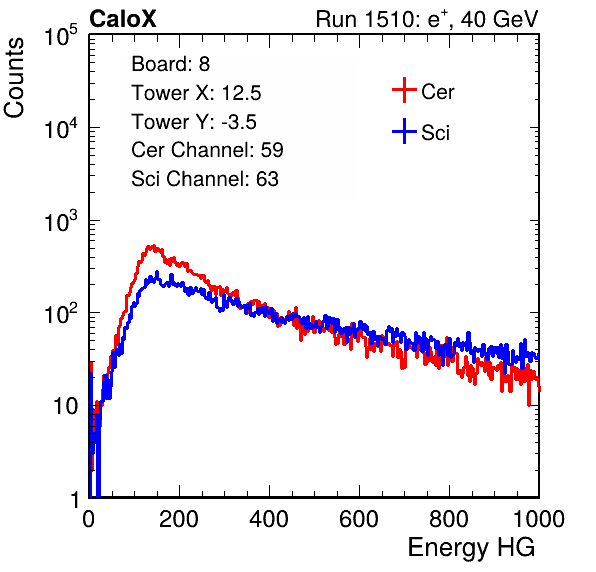 CaloX Run 1510: e⁺, 40 GeV
Counts
Board: 8
Tower X: 12.5
Tower Y: -3.5
Cer Channel: 59
Sci Channel: 63
Cer
Sci
10⁵
10⁴
10³
10²
10
1
0 200 400 600 800 1000
Energy HG